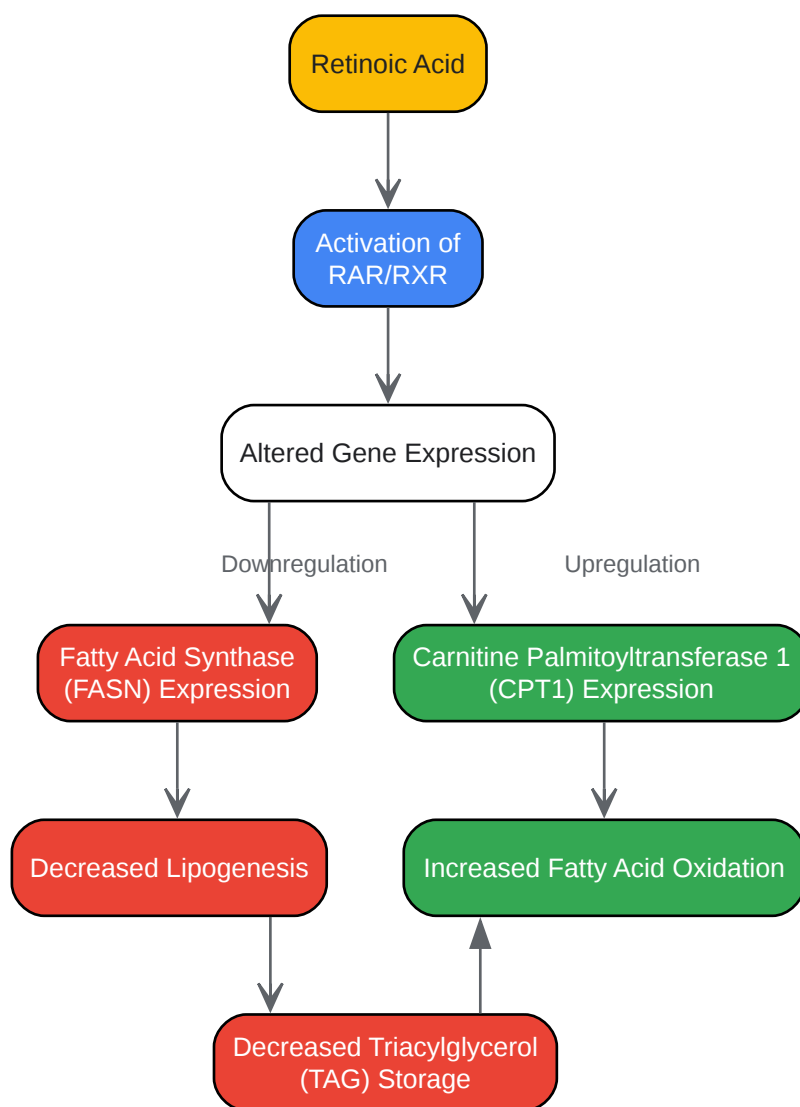 Retinoic Acid
Activation of
RAR/RXR
Altered Gene Expression
Downregulation
Upregulation
Fatty Acid Synthase
(FASN) Expression
Carnitine Palmitoyltransferase 1
(CPT1) Expression
Decreased Lipogenesis
Increased Fatty Acid Oxidation
Decreased Triacylglycerol
(TAG) Storage